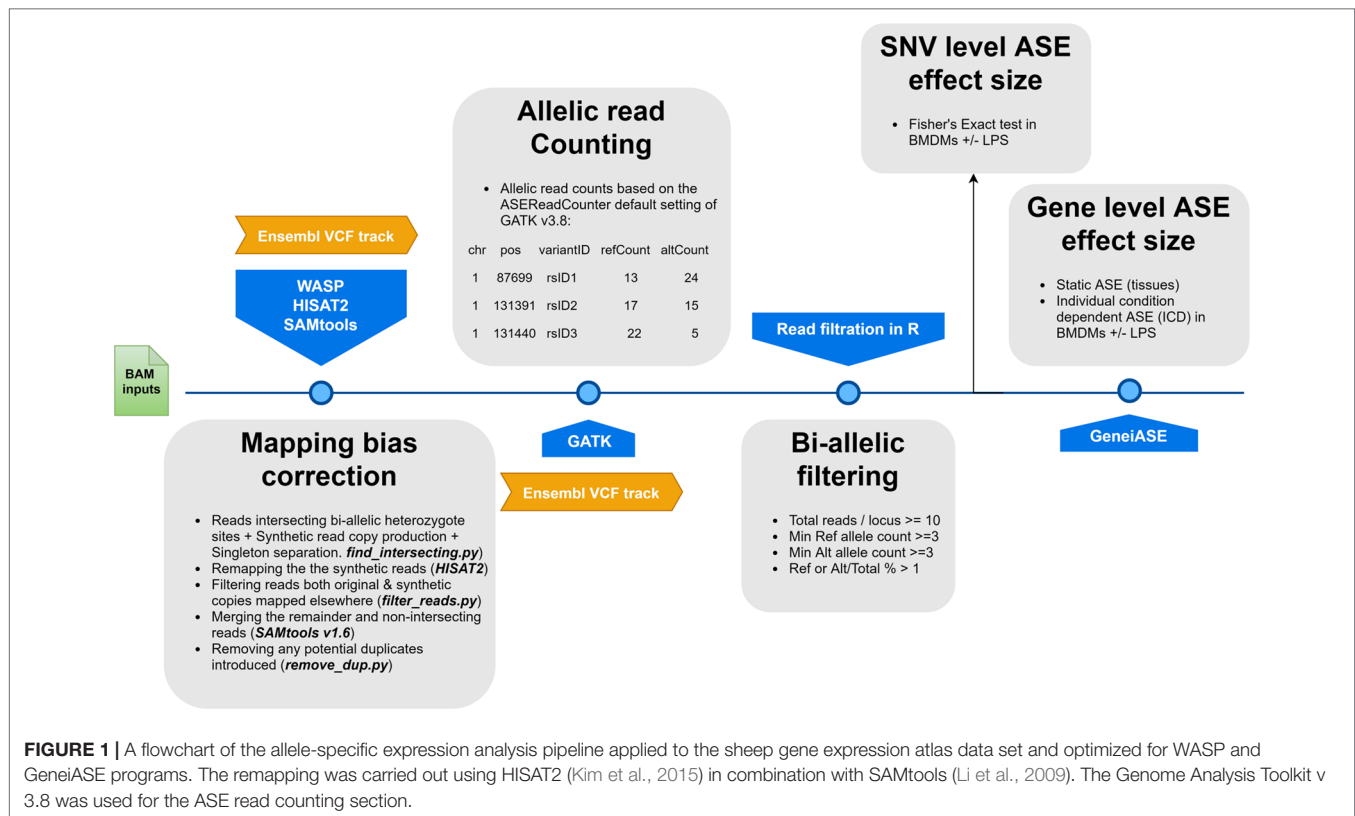 SNV level ASE
effect size
• Fisher's Exact test in
BMDMs +/- LPS
Allelic read
Counting
• Allelic read counts based on the
ASEReadCounter default setting of
GATK v3.8:
chr pos variantID refCount altCount
1 87699 rsID1 13 24
1 131391 rsID2 17 15
1 131440 rsID3 22 5
Gene level ASE
effect size
• Static ASE (tissues)
• Individual condition
dependent ASE (ICD) in
BMDMs +/- LPS
Ensembl VCF track
WASP
HISAT2
SAMtools
Read filtration in R
BAM
inputs
Mapping bias
correction
• Reads intersecting bi-allelic heterozygote
sites + Synthetic read copy production +
Singleton separation. find_intersecting.py)
• Remapping the the synthetic reads (HISAT2)
• Filtering reads both original & synthetic
copies mapped elsewhere (filter_reads.py)
• Merging the remainder and non-intersecting
reads (SAMtools v1.6)
• Removing any potential duplicates
introduced (remove_dup.py)
GATK
Ensembl VCF track
Bi-allelic
filtering
• Total reads / locus >= 10
• Min Ref allele count >=3
• Min Alt allele count >=3
• Ref or Alt/Total % > 1
GeneiASE
FIGURE 1 | A flowchart of the allele-specific expression analysis pipeline applied to the sheep gene expression atlas data set and optimized for WASP and
GeneiASE programs. The remapping was carried out using HISAT2 (Kim et al., 2015) in combination with SAMtools (Li et al., 2009). The Genome Analysis Toolkit v
3.8 was used for the ASE read counting section.